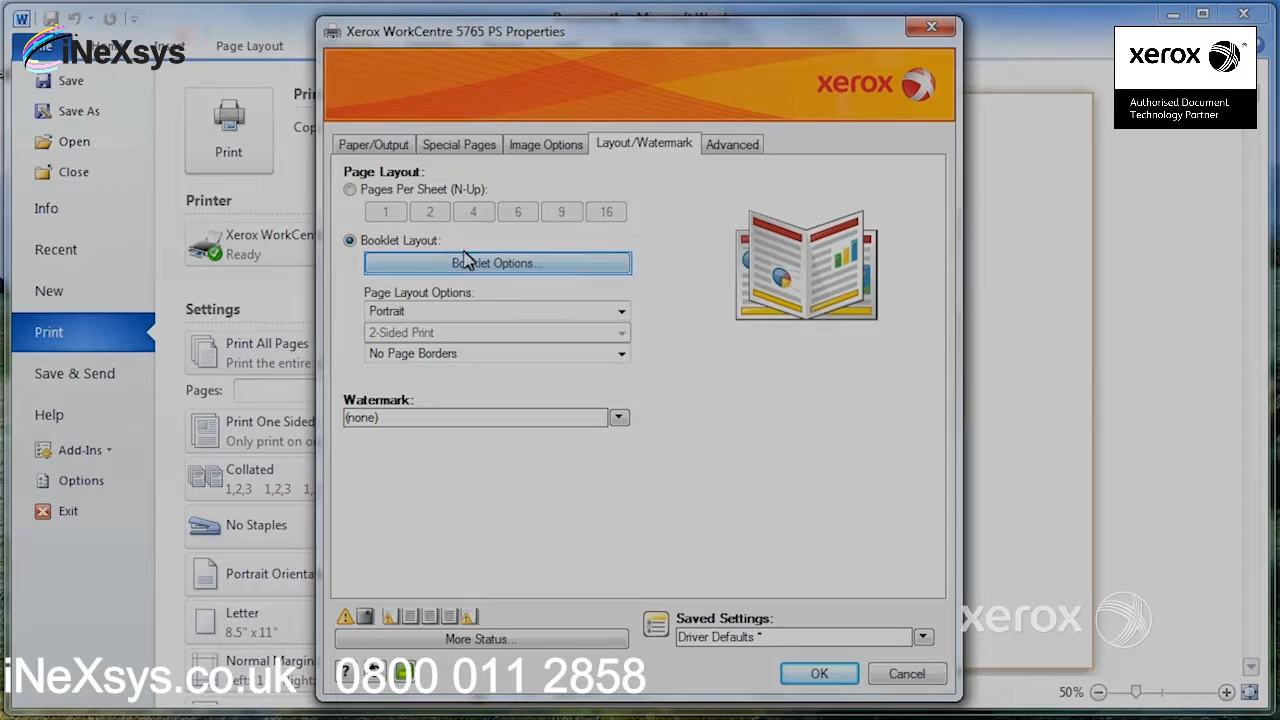 Xerox WorkCentre 5765 PS Properties
iNeXsys
Page Layout
Save
Save As
Open
Close
Info
Recent
New
Print
Save & Send
Help
Add-Ins
Options
Exit
Print
Printer
Xerox WorkCen
Ready
Settings
Print All Pages
Print the entire
Pages:
Print One Sided
Only print on o
Collated
1,2,3 1,2,3
No Staples
Portrait Orienta
Letter
8.5" x 11"
Normal Margin
xerox
Paper/Output
Special Pages
Image Options
Layout/Watermark
Advanced
Page Layout:
Pages Per Sheet (N-Up):
1 2 4 6 9 16
Booklet Layout:
Booklet Options...
Page Layout Options:
Portrait
2-Sided Print
No Page Borders
Watermark:
(none)
More Status...
Saved Settings:
Driver Defaults *
OK
Cancel
xerox
Authorised Document
Technology Partner
xerox
50%
iNeXsys.co.uk 0800 011 2858